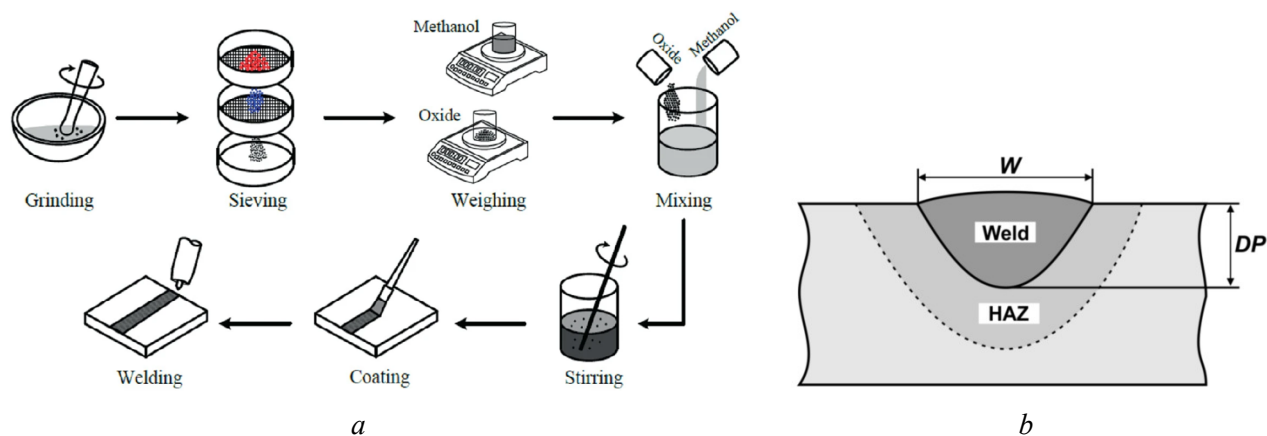 Methanol
Oxide
Oxide
Methanol
Grinding
Sieving
Weighing
Mixing
Welding
Coating
Stirring
a
W
Weld
DP
HAZ
b